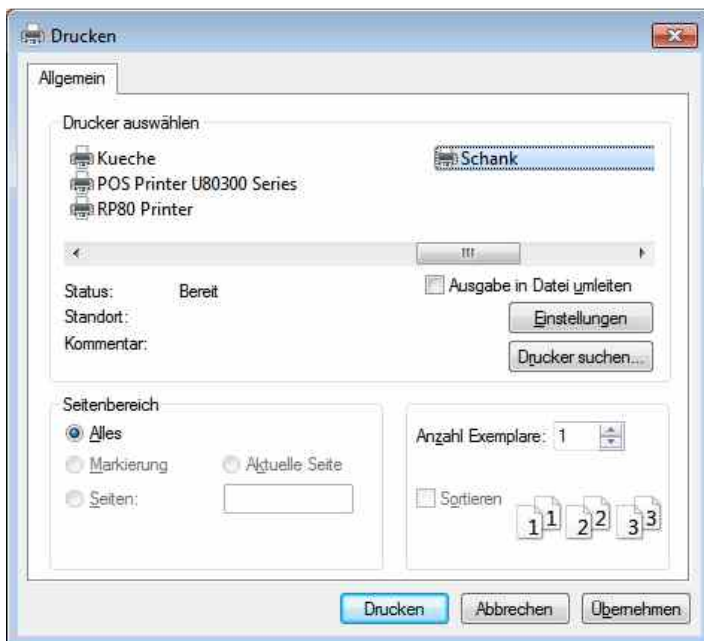 Drucken
Allgemein
Drucker auswählen
Kueche
Schank
POS Printer U80300 Series
RP80 Printer
Status: Bereit
Ausgabe in Datei umleiten
Standort:
Einstellungen
Kommentar:
Drucker suchen...
Seitenbereich
Alles
Anzahl Exemplare: 1
Markierung
Aktuelle Seite
Seiten:
Sortieren
1 1 2 2 3 3
Drucken
Abbrechen
Übernehmen